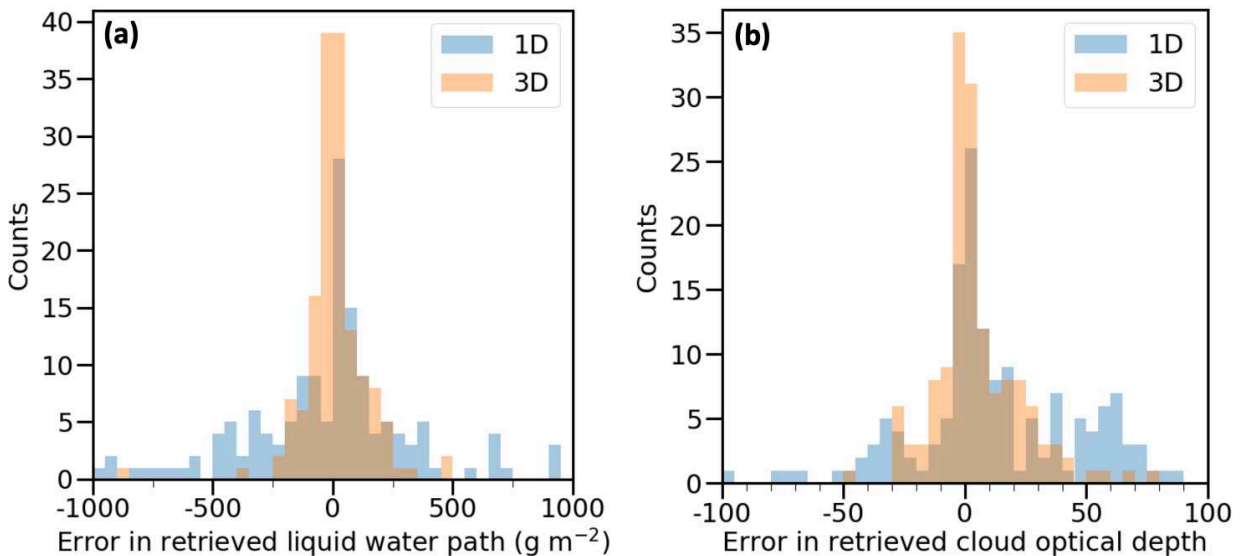 (a)
1D
3D
Counts
40
35
30
25
20
15
10
5
0
-1000 -500 0 500 1000
Error in retrieved liquid water path (g m⁻²)
(b)
1D
3D
Counts
35
30
25
20
15
10
5
0
-100 -50 0 50 100
Error in retrieved cloud optical depth